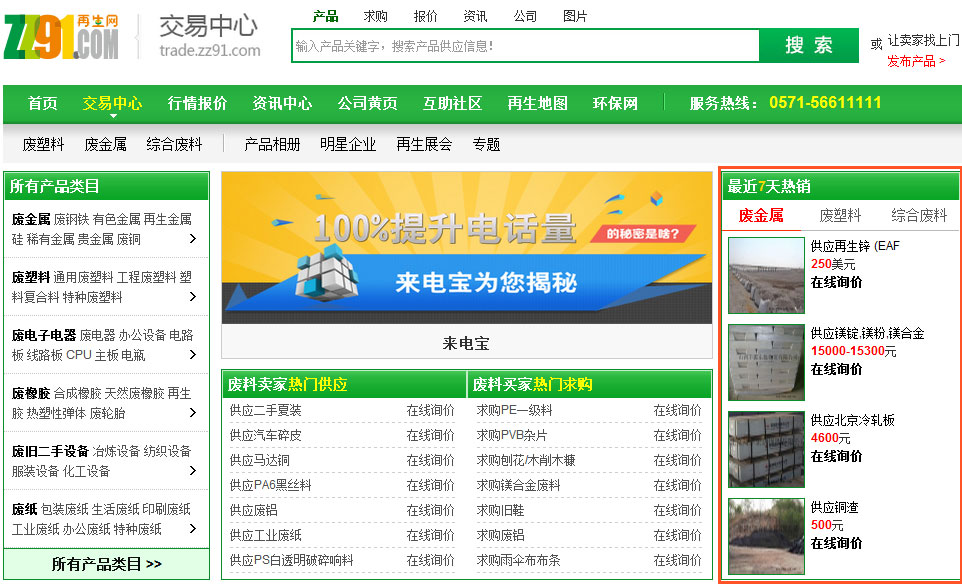 ZZ91.COM 再生网
交易中心
trade.zz91.com
产品 求购 报价 资讯 公司 图片
输入产品关键字，搜索产品供应信息！
搜 索
或 让卖家找上门
发布产品 >
首页 交易中心 行情报价 资讯中心 公司黄页 互助社区 再生地图 环保网 服务热线： 0571-56611111
废塑料 废金属 综合废料 产品相册 明星企业 再生展会 专题
所有产品类目
废金属 废钢铁 有色金属 再生金属
硅 稀有金属 贵金属 废铜 >
废塑料 通用废塑料 工程废塑料 塑
料复合料 特种废塑料 >
废电子电器 废电器 办公设备 电路
板 线路板 CPU 主板 电瓶 >
废橡胶 合成橡胶 天然废橡胶 再生
胶 热塑性弹体 废轮胎 >
废旧二手设备 冶炼设备 纺织设备
服装设备 化工设备 >
废纸 包装废纸 生活废纸 印刷废纸
工业废纸 办公废纸 特种废纸 >
所有产品类目 >>
100%提升电话量 的秘密是啥?
来电宝为您揭秘
来电宝
废料卖家热门供应
供应二手夏装 在线询价
供应汽车碎皮 在线询价
供应马达铜 在线询价
供应PA6黑丝料 在线询价
供应废铝 在线询价
供应工业废纸 在线询价
供应PS白透明破碎响料 在线询价
废料买家热门求购
求购PE一级料 在线询价
求购PVB杂片 在线询价
求购刨花/木削木糠 在线询价
求购镁合金废料 在线询价
求购旧鞋 在线询价
求购废铝 在线询价
求购雨伞布布条 在线询价
最近7天热销
废金属 废塑料 综合废料
供应再生锌 (EAF
250美元
在线询价
供应镁锭,镁粉,镁合金
15000-15300元
在线询价
供应北京冷轧板
4600元
在线询价
供应铜渣
500元
在线询价